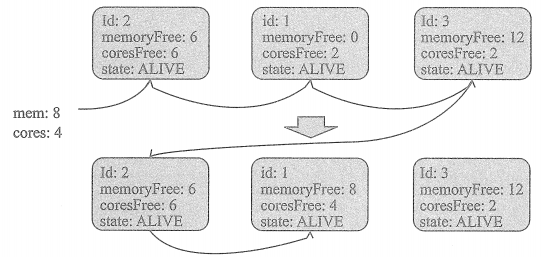 Id: 2
memoryFree: 6
coresFree: 6
state: ALIVE
id: 1
memoryFree: 0
coresFree: 2
state: ALIVE
Id: 3
memoryFree: 12
coresFree: 2
state: ALIVE
mem: 8
cores: 4
Id: 2
memoryFree: 6
coresFree: 6
state: ALIVE
id: 1
memoryFree: 8
coresFree: 4
state: ALIVE
Id: 3
memoryFree: 12
coresFree: 2
state: ALIVE